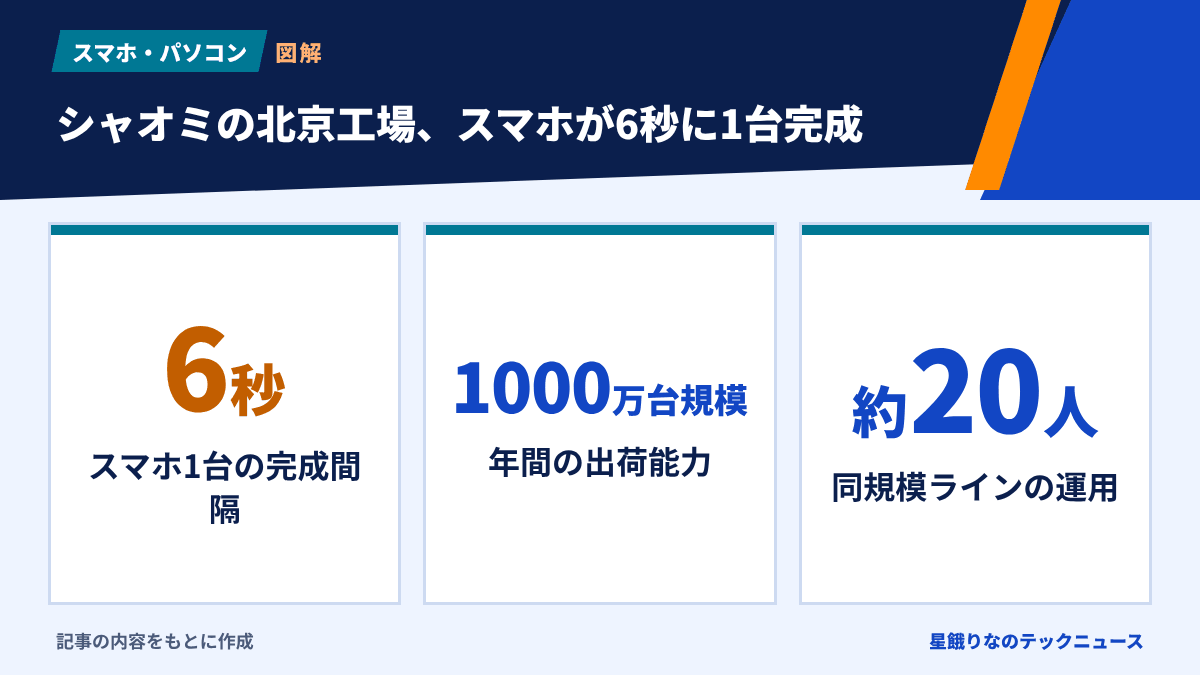 スマホ・パソコン 図解
シャオミの北京工場、スマホが6秒に1台完成
6秒
スマホ1台の完成間
隔
1000万台規模
年間の出荷能力
約20人
同規模ラインの運用
記事の内容をもとに作成
星餓りなのテックニュース